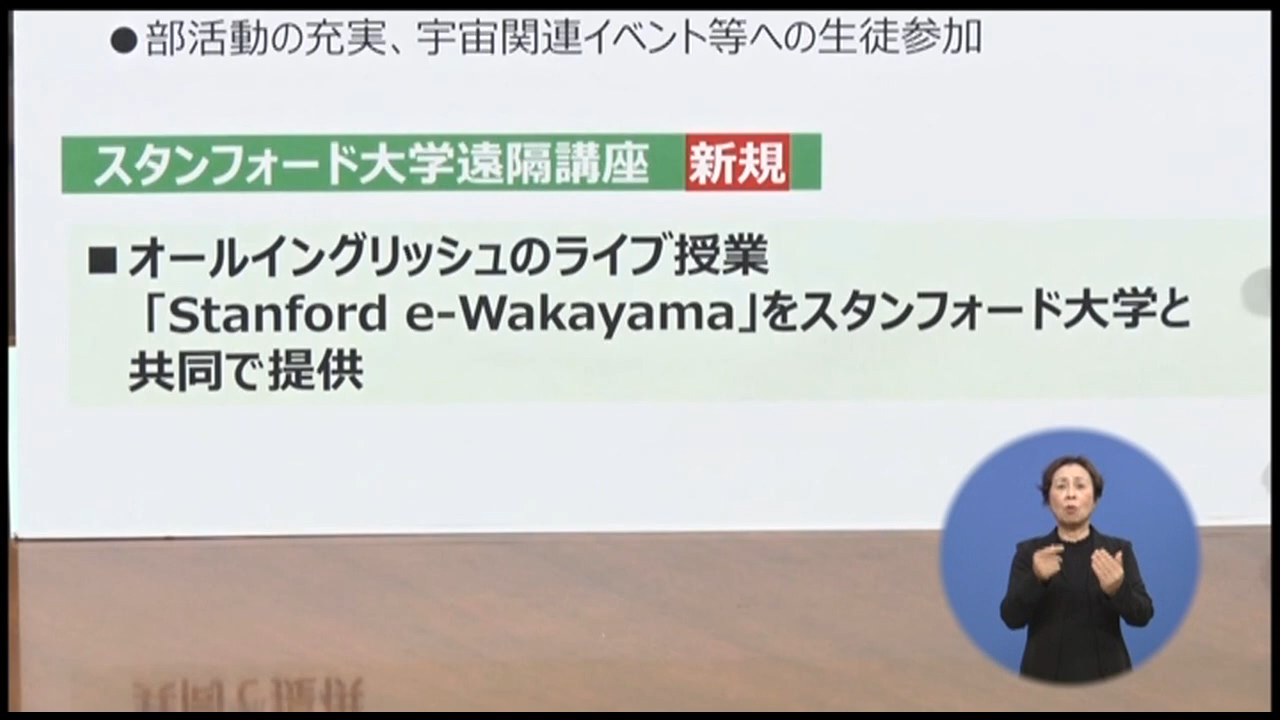 ●部活動の充実、宇宙関連イベント等への生徒参加
スタンフォード大学遠隔講座 新規
■オールイングリッシュのライブ授業
「Stanford e-Wakayama」をスタンフォード大学と
共同で提供